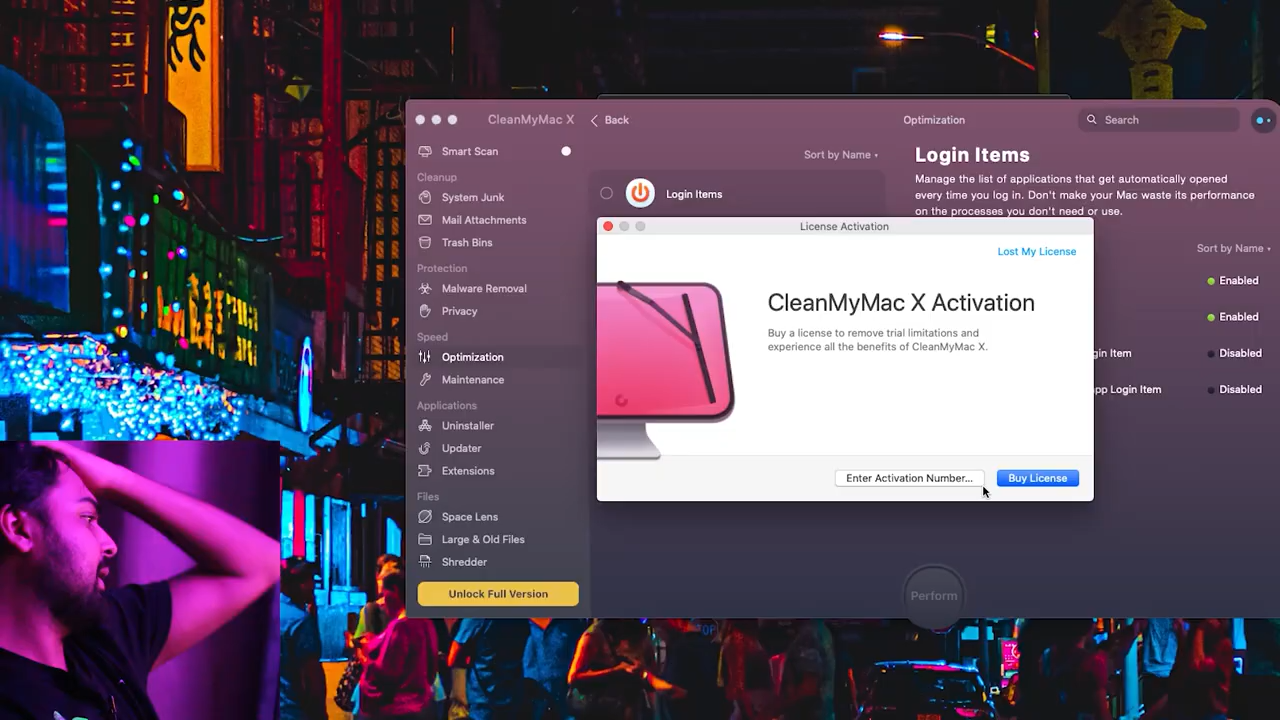 CleanMyMac X
Back
Optimization
Search
Smart Scan
Cleanup
System Junk
Mail Attachments
Trash Bins
Protection
Malware Removal
Privacy
Speed
Optimization
Maintenance
Applications
Uninstaller
Updater
Extensions
Files
Space Lens
Large & Old Files
Shredder
Unlock Full Version
Sort by Name
Login Items
Login Items
Manage the list of applications that get automatically opened
every time you log in. Don't make your Mac waste its performance
on the processes you don't need or use.
Sort by Name
Enabled
Enabled
Item
Disabled
Login Item
Disabled
License Activation
Lost My License
CleanMyMac X Activation
Buy a license to remove trial limitations and
experience all the benefits of CleanMyMac X.
Enter Activation Number...
Buy License
Perform